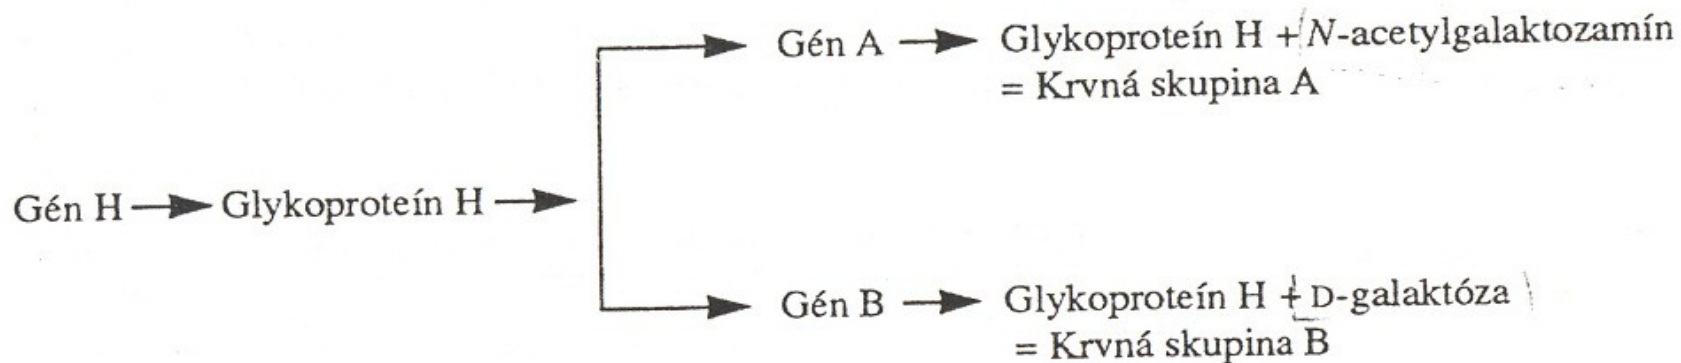 Gén A
Glykoproteín H + N-acetylgalaktozamín
= Krvná skupina A
Gén H
Glykoproteín H
Gén B
Glykoproteín H + D-galaktóza
= Krvná skupina B